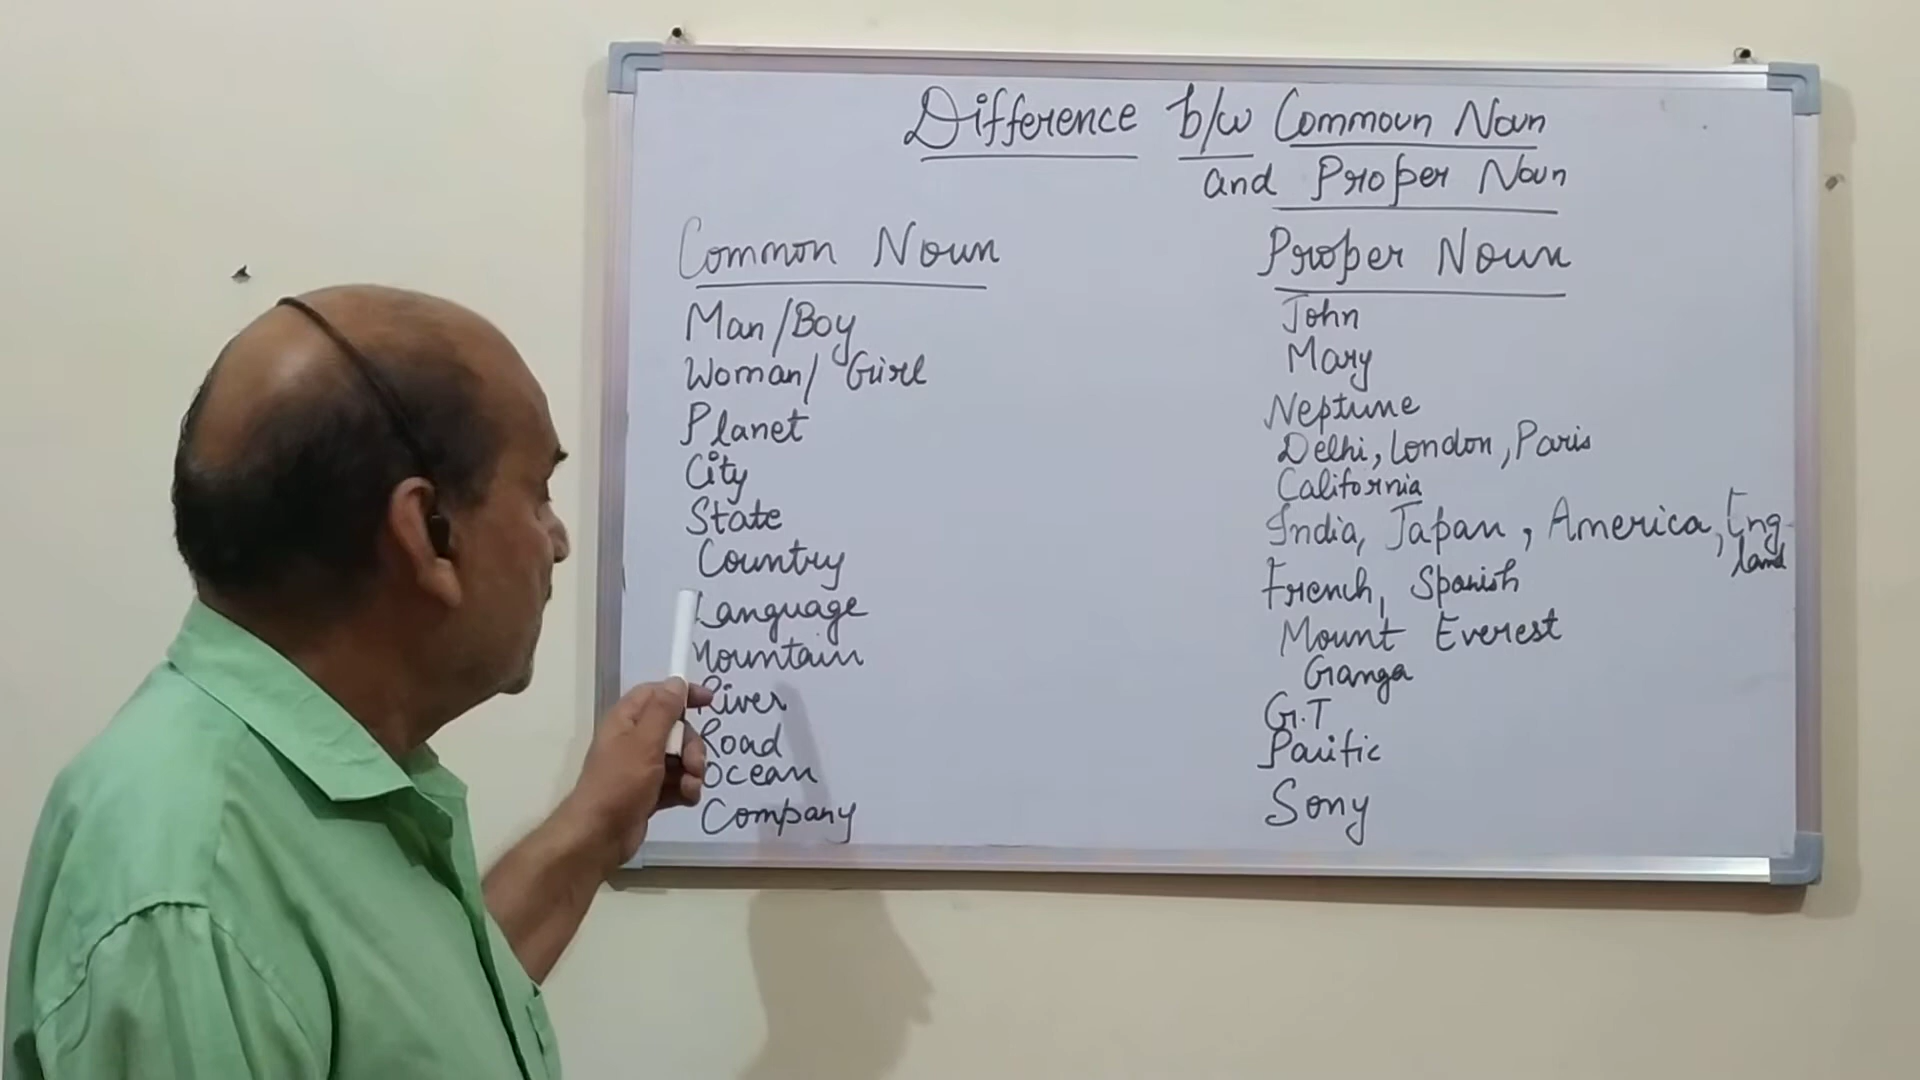 Difference b/w Commoun Noun
and Proper Noun
Common Noun
Man/Boy
Woman/ Girl
Planet
City
State
Country
Language
Mountain
River
Road
Ocean
Company
Proper Noun
John
Mary
Neptune
Delhi, London, Paris
California
India, Japan, America, Eng-
land
French, Spanish
Mount Everest
Ganga
G.T
Pacific
Sony